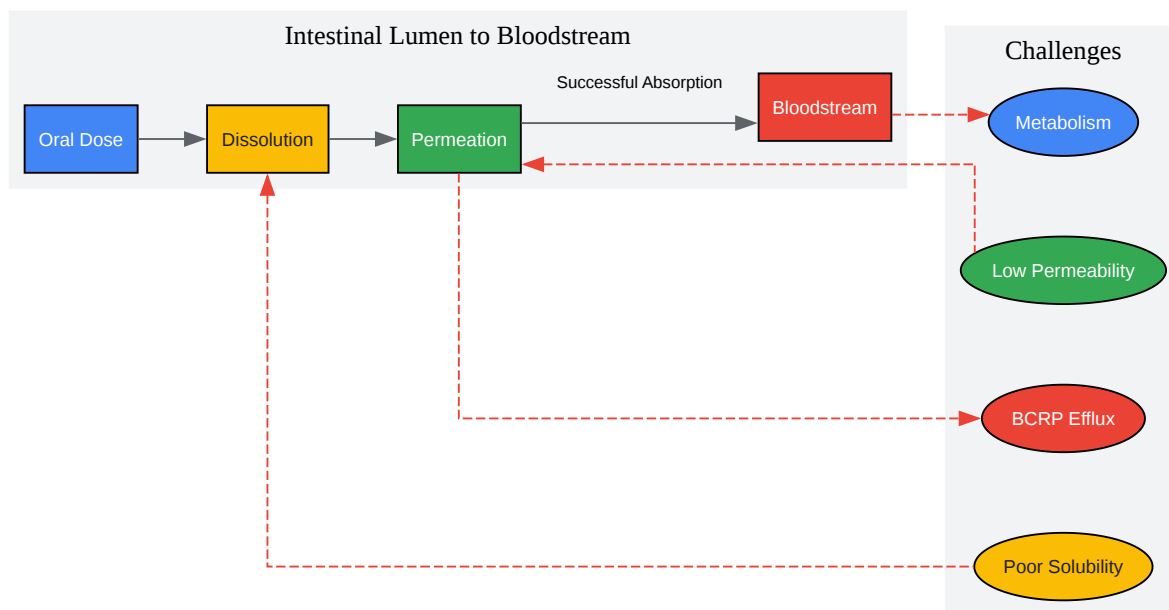 Intestinal Lumen to Bloodstream
Challenges
Successful Absorption
Oral Dose
Dissolution
Permeation
Bloodstream
Metabolism
Low Permeability
BCRP Efflux
Poor Solubility